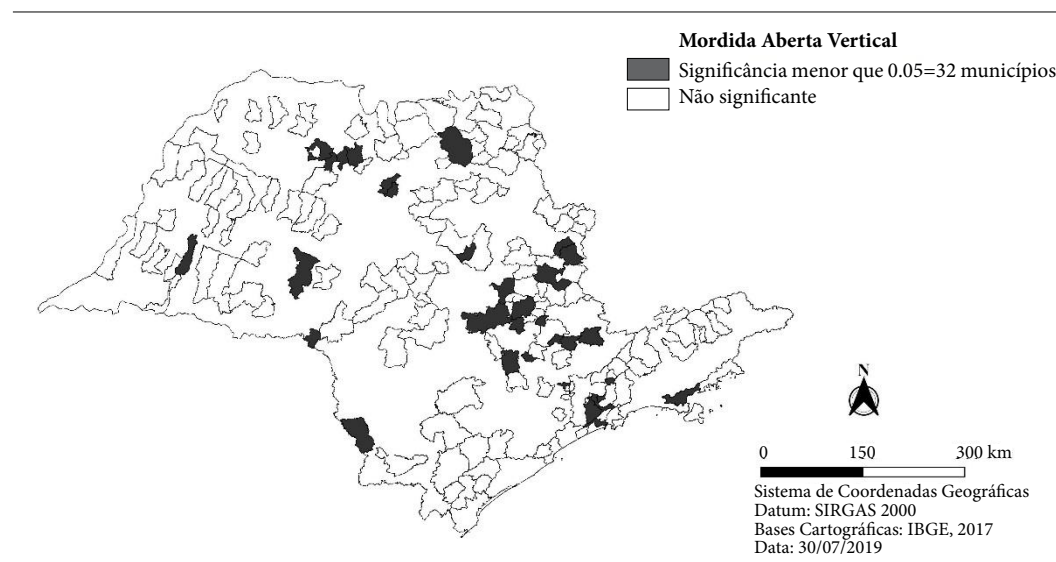 Mordida Aberta Vertical
Significância menor que 0.05=32 municípios
Não significante
N
0 150 300 km
Sistema de Coordenadas Geográficas
Datum: SIRGAS 2000
Bases Cartográficas: IBGE, 2017
Data: 30/07/2019